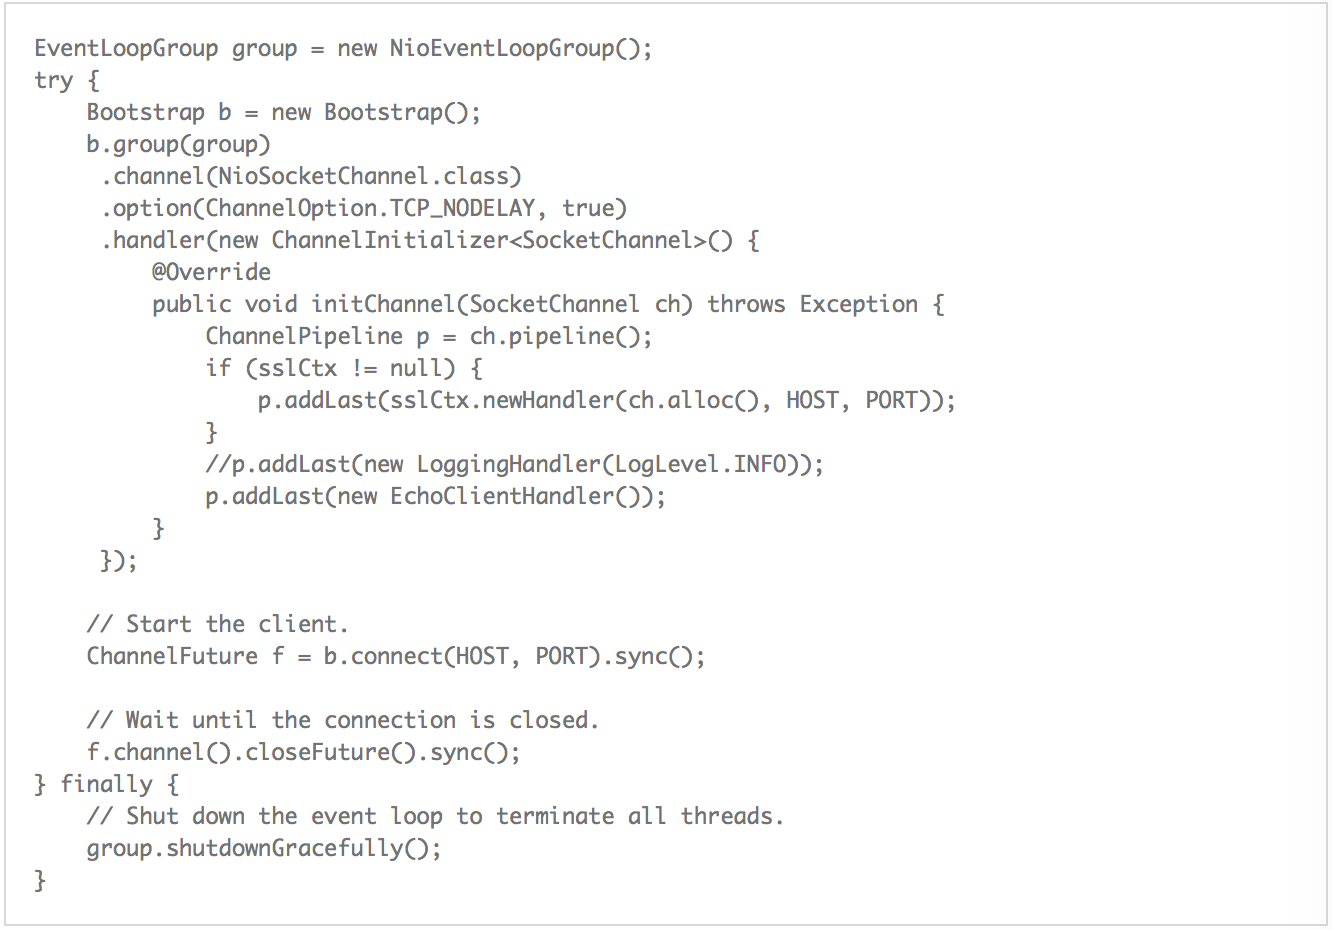 EventLoopGroup group = new NioEventLoopGroup();
try {
    Bootstrap b = new Bootstrap();
    b.group(group)
     .channel(NioSocketChannel.class)
     .option(ChannelOption.TCP_NODELAY, true)
     .handler(new ChannelInitializer<SocketChannel>() {
         @Override
         public void initChannel(SocketChannel ch) throws Exception {
             ChannelPipeline p = ch.pipeline();
             if (sslCtx != null) {
                 p.addLast(sslCtx.newHandler(ch.alloc(), HOST, PORT));
             }
             //p.addLast(new LoggingHandler(LogLevel.INFO));
             p.addLast(new EchoClientHandler());
         }
     });

    // Start the client.
    ChannelFuture f = b.connect(HOST, PORT).sync();

    // Wait until the connection is closed.
    f.channel().closeFuture().sync();
} finally {
    // Shut down the event loop to terminate all threads.
    group.shutdownGracefully();
}